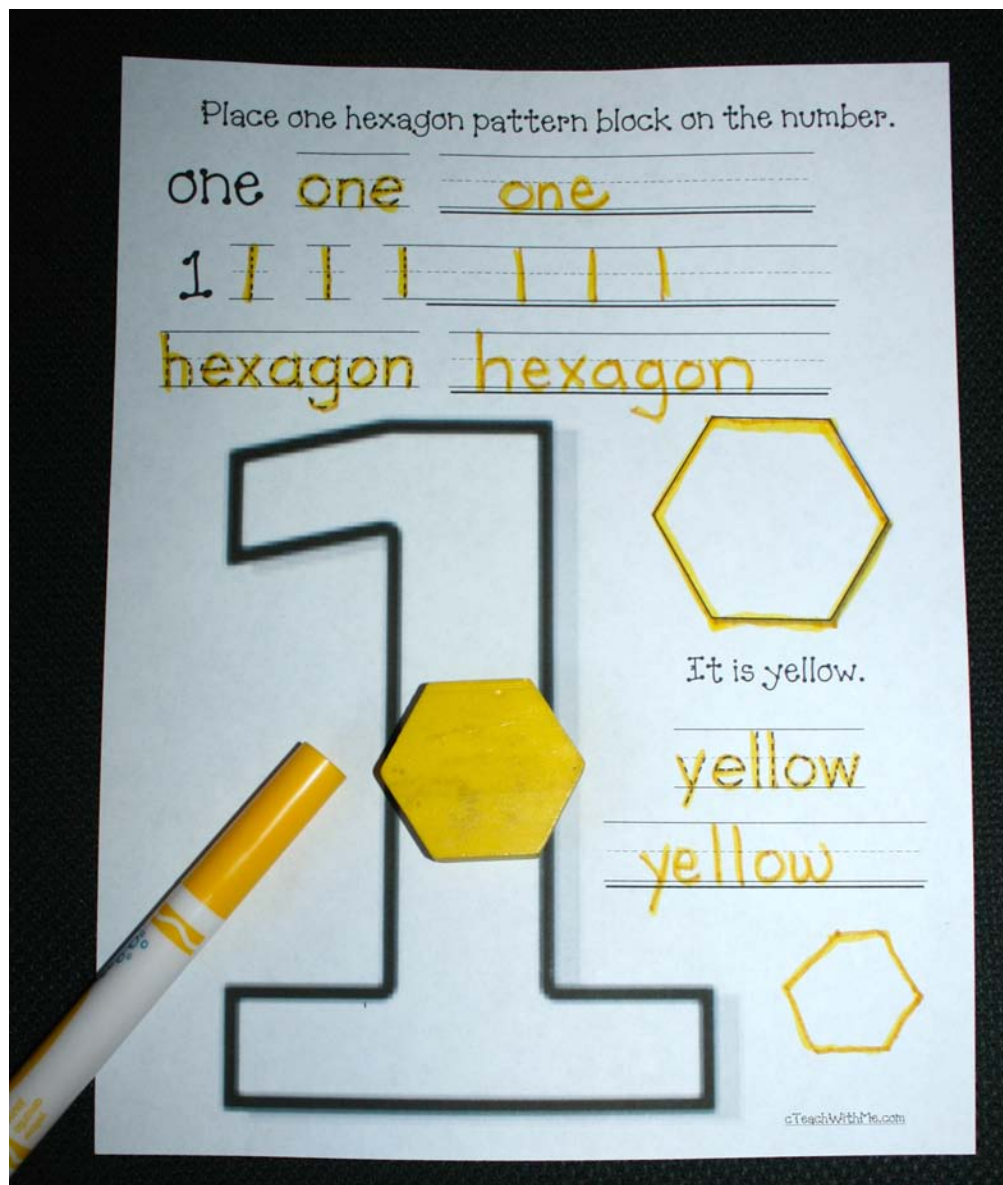 Place one hexagon pattern block on the number.
one one one
1 1 1 1 1 1 1
hexagon hexagon
1
It is yellow.
yellow
yellow
cTeachWithMe.com